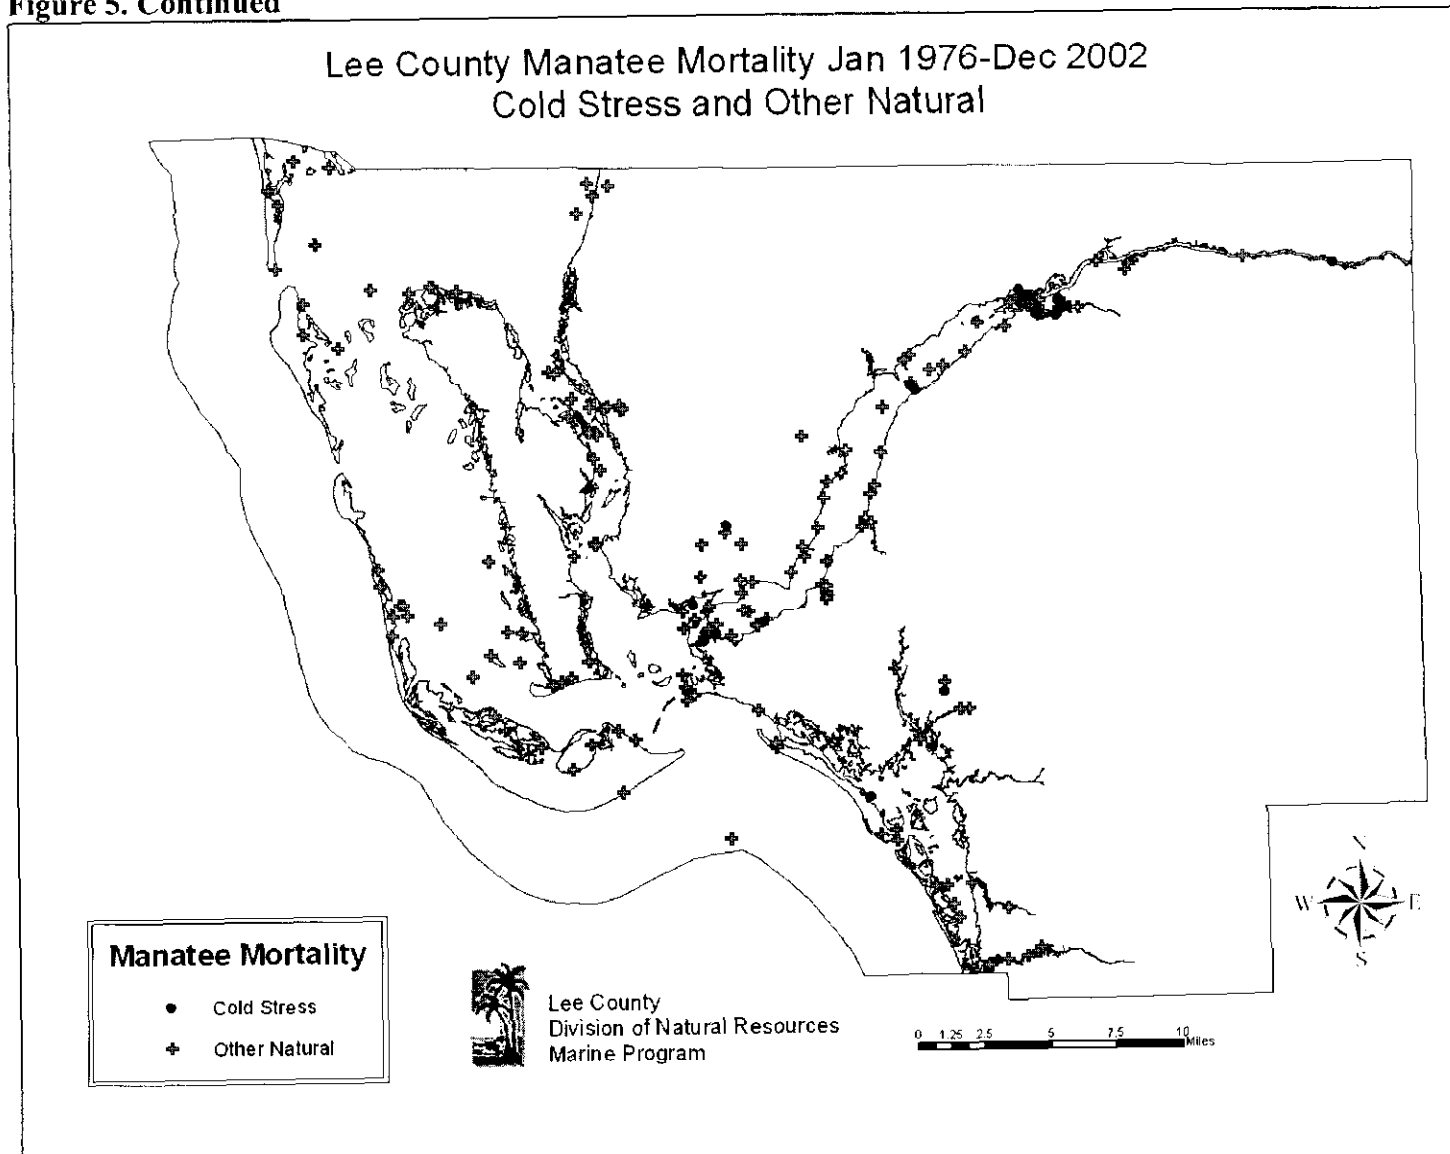 Figure 5. Continued
Lee County Manatee Mortality Jan 1976-Dec 2002
Cold Stress and Other Natural
N
W E
S
Manatee Mortality
Cold Stress
Other Natural
Lee County
Division of Natural Resources
Marine Program
0 1.25 2.5 5 7.5 10
Miles